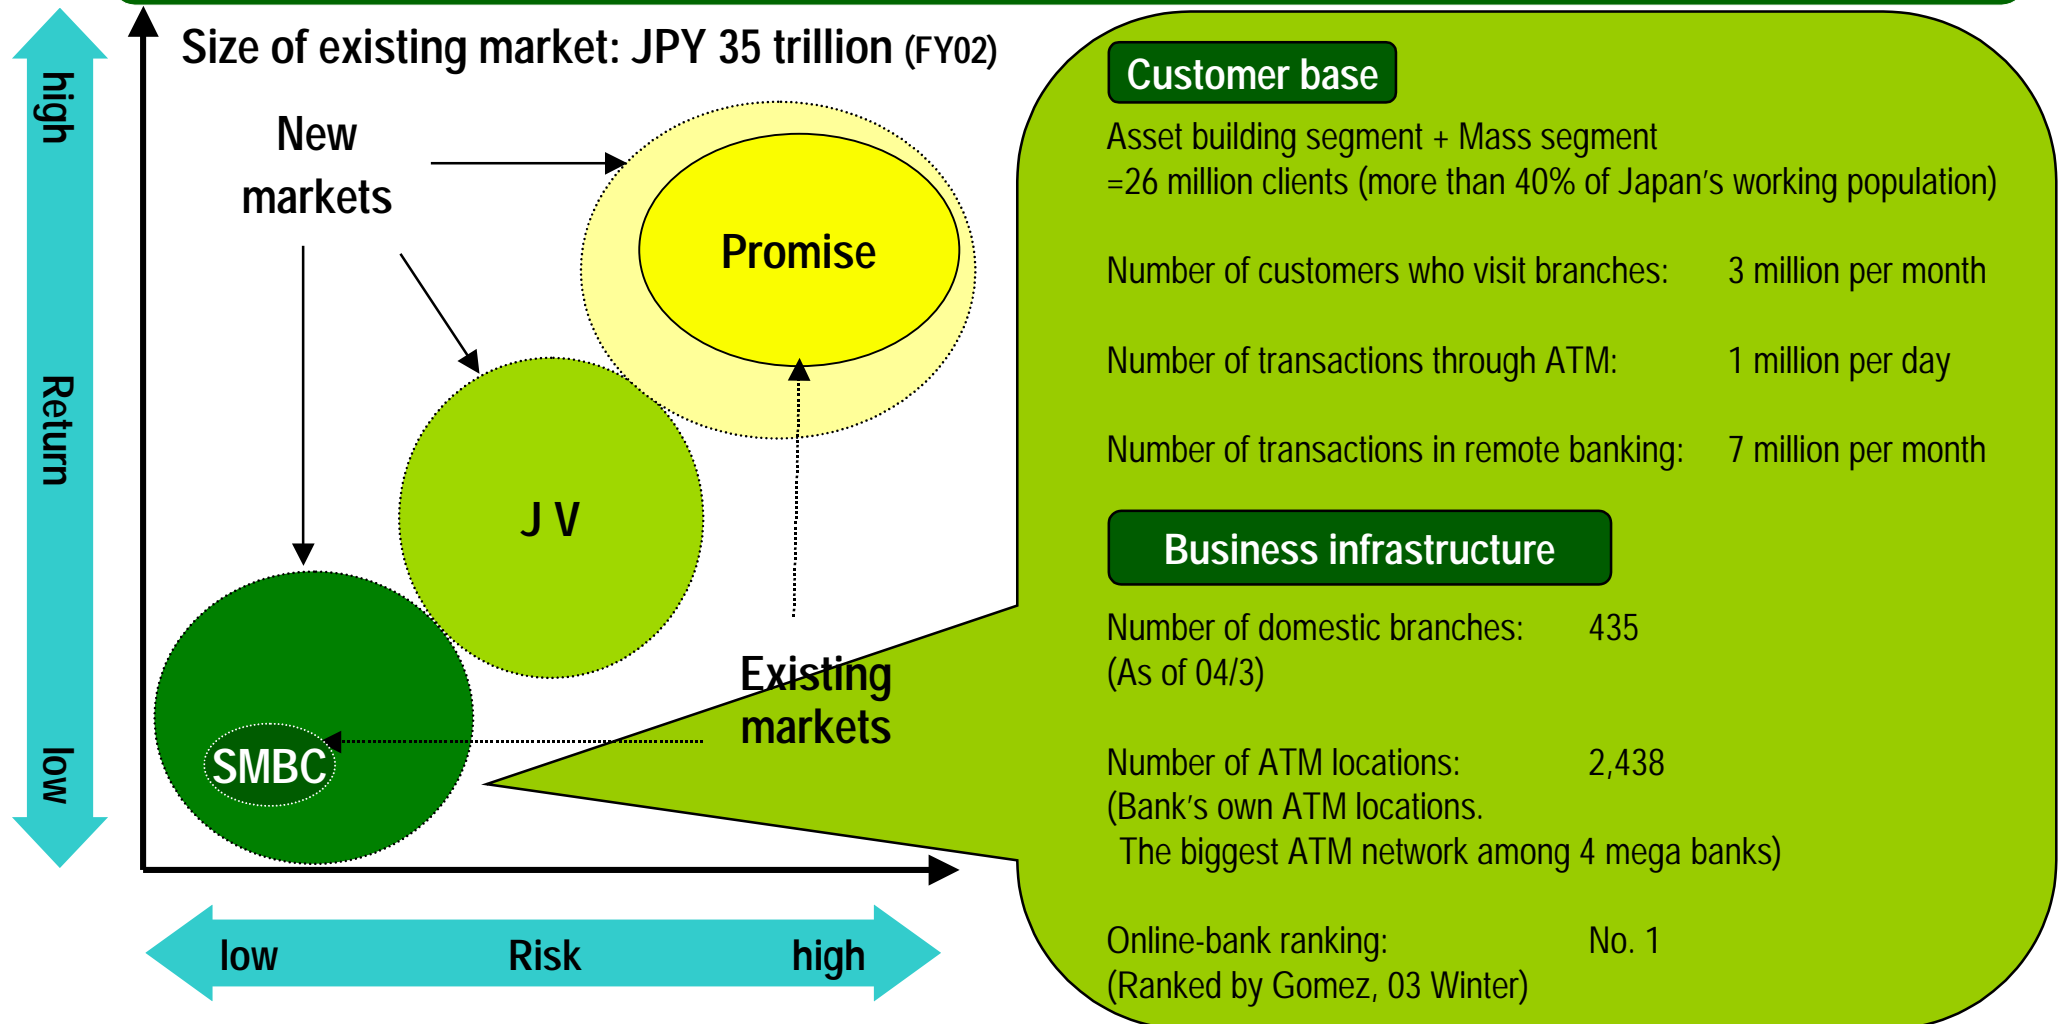 Size of existing market: JPY 35 trillion (FY02)
high
Return
low
New
markets
Promise
J V
SMBC
Existing
markets
low Risk high
Customer base
Asset building segment + Mass segment
=26 million clients (more than 40% of Japan’s working population)
Number of customers who visit branches: 3 million per month
Number of transactions through ATM: 1 million per day
Number of transactions in remote banking: 7 million per month
Business infrastructure
Number of domestic branches: 435
(As of 04/3)
Number of ATM locations: 2,438
(Bank’s own ATM locations.
The biggest ATM network among 4 mega banks)
Online-bank ranking: No. 1
(Ranked by Gomez, 03 Winter)